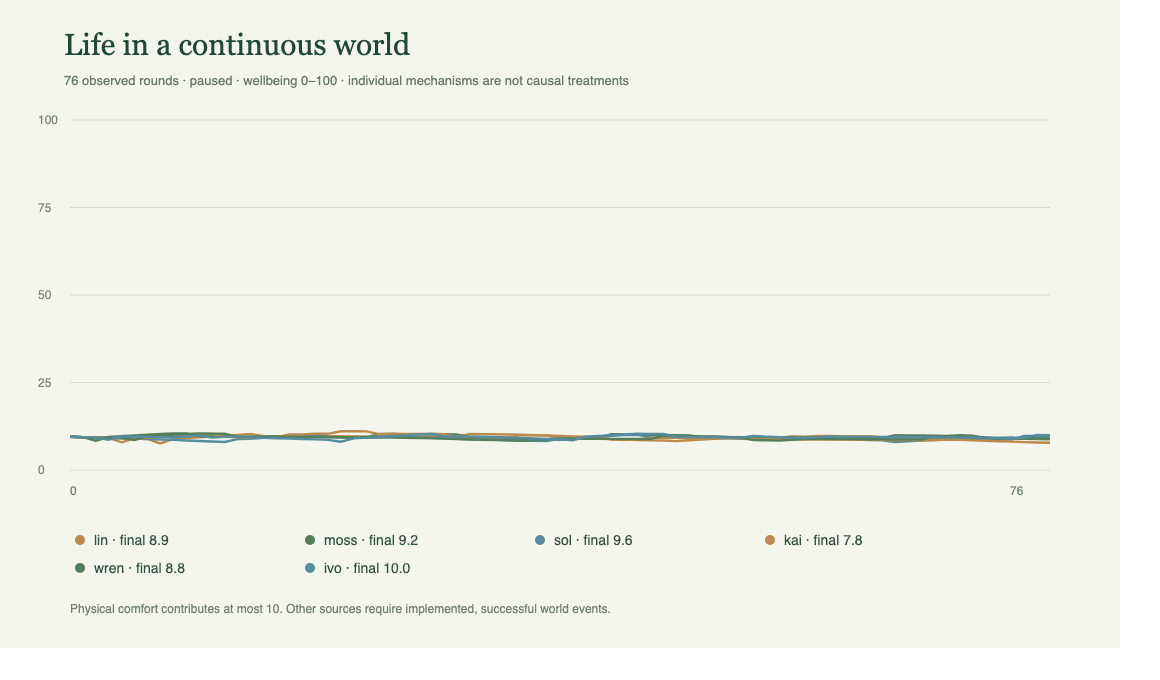 Life in a continuous world
76 observed rounds · paused · wellbeing 0–100 · individual mechanisms are not causal treatments
100
75
50
25
0
0 76
lin · final 8.9 moss · final 9.2 sol · final 9.6 kai · final 7.8
wren · final 8.8 ivo · final 10.0
Physical comfort contributes at most 10. Other sources require implemented, successful world events.